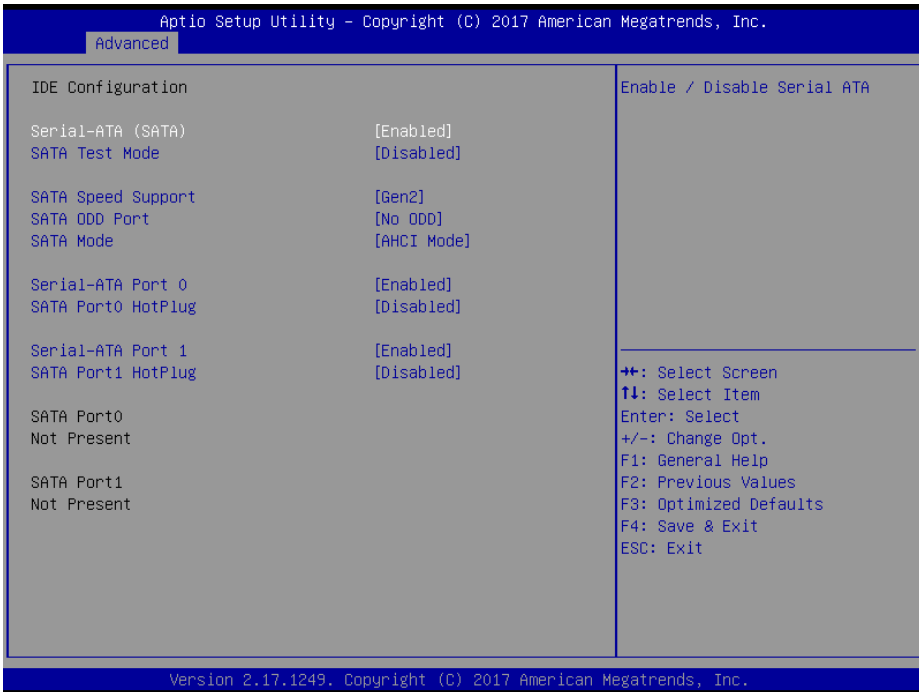 Aptio Setup Utility – Copyright (C) 2017 American Megatrends, Inc.
Advanced
IDE Configuration
Serial-ATA (SATA) [Enabled]
SATA Test Mode [Disabled]
SATA Speed Support [Gen2]
SATA ODD Port [No ODD]
SATA Mode [AHCI Mode]
Serial-ATA Port 0 [Enabled]
SATA Port0 HotPlug [Disabled]
Serial-ATA Port 1 [Enabled]
SATA Port1 HotPlug [Disabled]
SATA Port0
Not Present
SATA Port1
Not Present
Enable / Disable Serial ATA
→←: Select Screen
↑↓: Select Item
Enter: Select
+/-: Change Opt.
F1: General Help
F2: Previous Values
F3: Optimized Defaults
F4: Save & Exit
ESC: Exit
Version 2.17.1249. Copyright (C) 2017 American Megatrends, Inc.